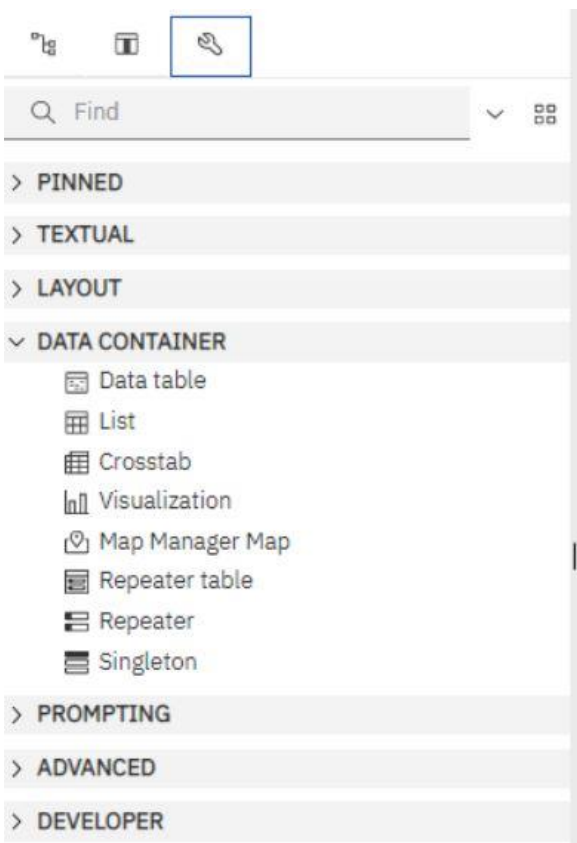 Find
PINNED
TEXTUAL
LAYOUT
DATA CONTAINER
Data table
List
Crosstab
Visualization
Map Manager Map
Repeater table
Repeater
Singleton
PROMPTING
ADVANCED
DEVELOPER